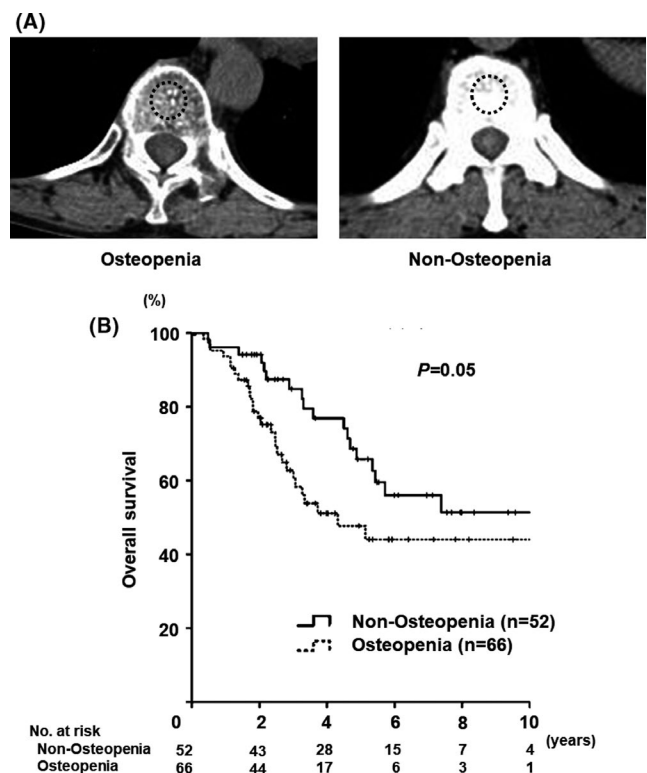 (A)
Osteopenia Non-Osteopenia
(%)
(B)
100
P=0.05
80
60
Overall survival
40
Non-Osteopenia (n=52)
Osteopenia (n=66)
20
0 2 4 6 8 10 (years)
No. at risk
Non-Osteopenia 52 43 28 15 7 4
Osteopenia 66 44 17 6 3 1